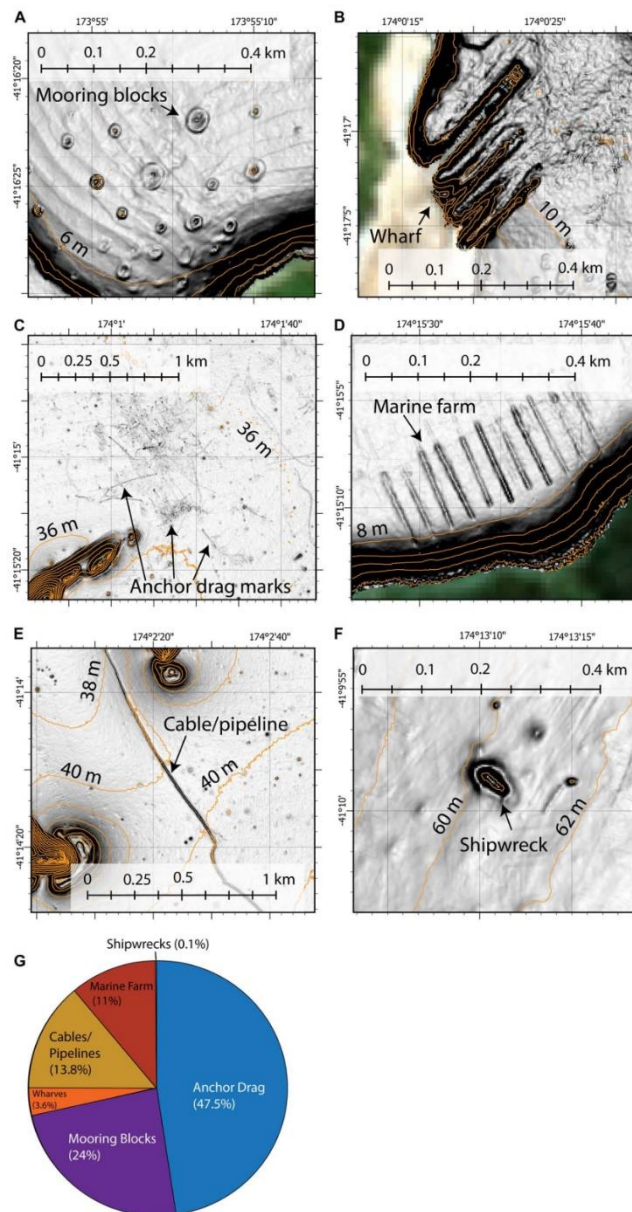 A
173°55'
173°55'10"
0
0.1
0.2
0.4 km
-41°16'20"
Mooring blocks
-41°16'25"
6 m
B
174°0'15"
174°0'25"
-41°17'
Wharf
10 m
-41°17'5"
0
0.1
0.2
0.4 km
C
174°1'
174°1'40"
0
0.25
0.5
1 km
-41°15'
36 m
36 m
Anchor drag marks
-41°15'20"
D
174°15'30"
174°15'40"
0
0.1
0.2
0.4 km
-41°15'5"
Marine farm
-41°15'10"
8 m
E
174°2'20"
174°2'40"
-41°14'
38 m
Cable/pipeline
40 m
40 m
-41°14'20"
0
0.25
0.5
1 km
F
174°13'10"
174°13'15"
0
0.1
0.2
0.4 km
-41°9'55"
-41°10'
60 m
62 m
Shipwreck
G
Shipwrecks (0.1%)
Marine Farm
(11%)
Cables/
Pipelines
(13.8%)
Anchor Drag
(47.5%)
Wharves
(3.6%)
Mooring Blocks
(24%)